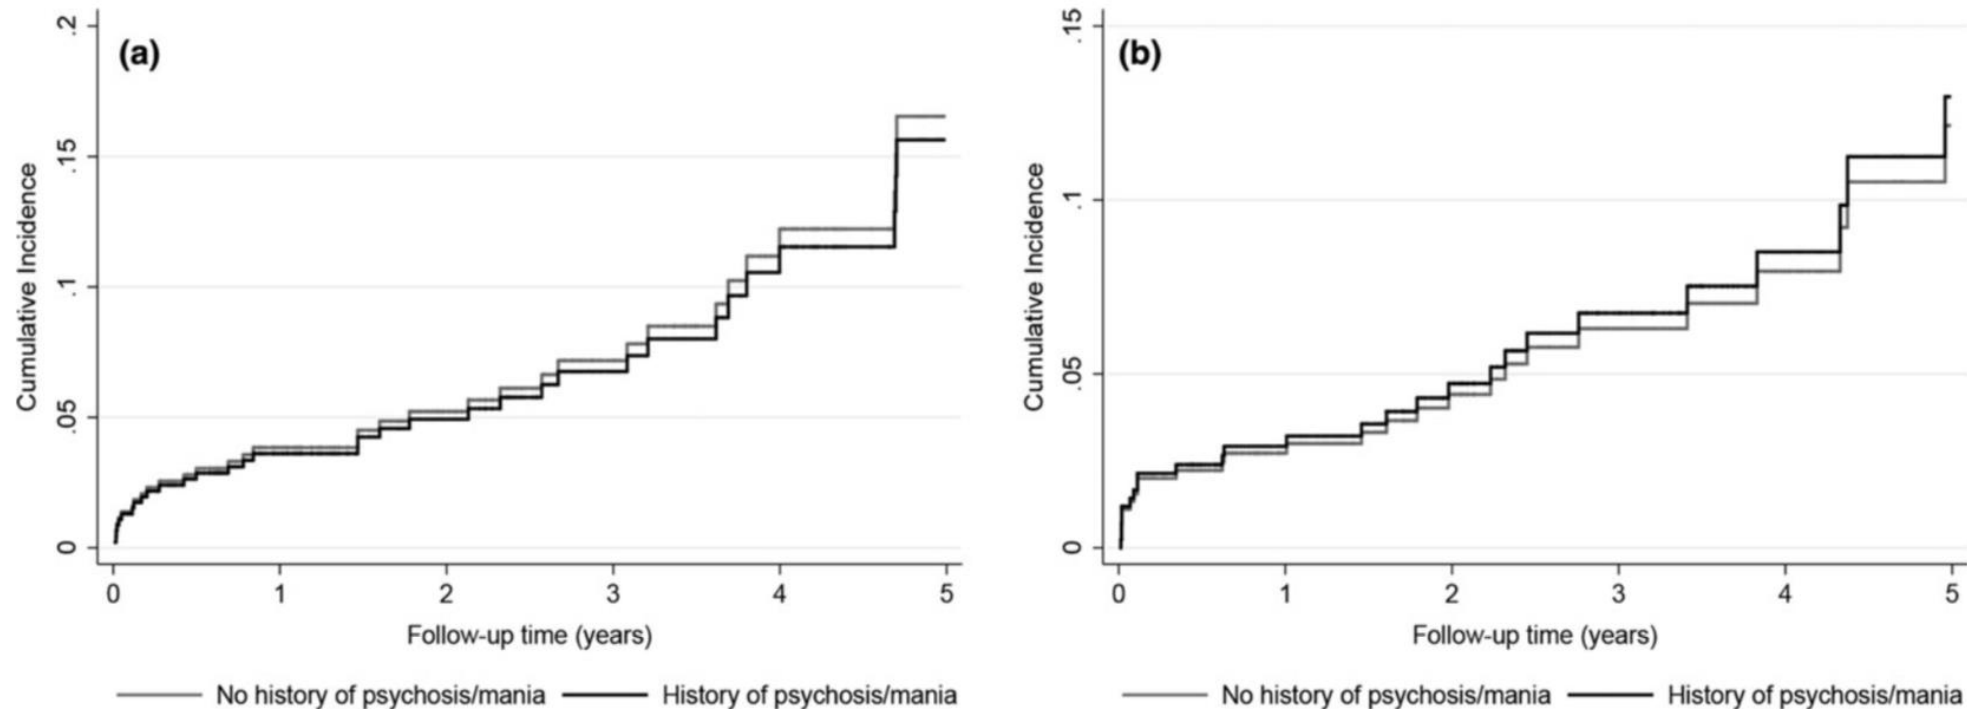 (a)
Cumulative Incidence
.2
.15
.1
.05
0
0 1 2 3 4 5
Follow-up time (years)
No history of psychosis/mania History of psychosis/mania
(b)
Cumulative Incidence
.15
.1
.05
0
0 1 2 3 4 5
Follow-up time (years)
No history of psychosis/mania History of psychosis/mania